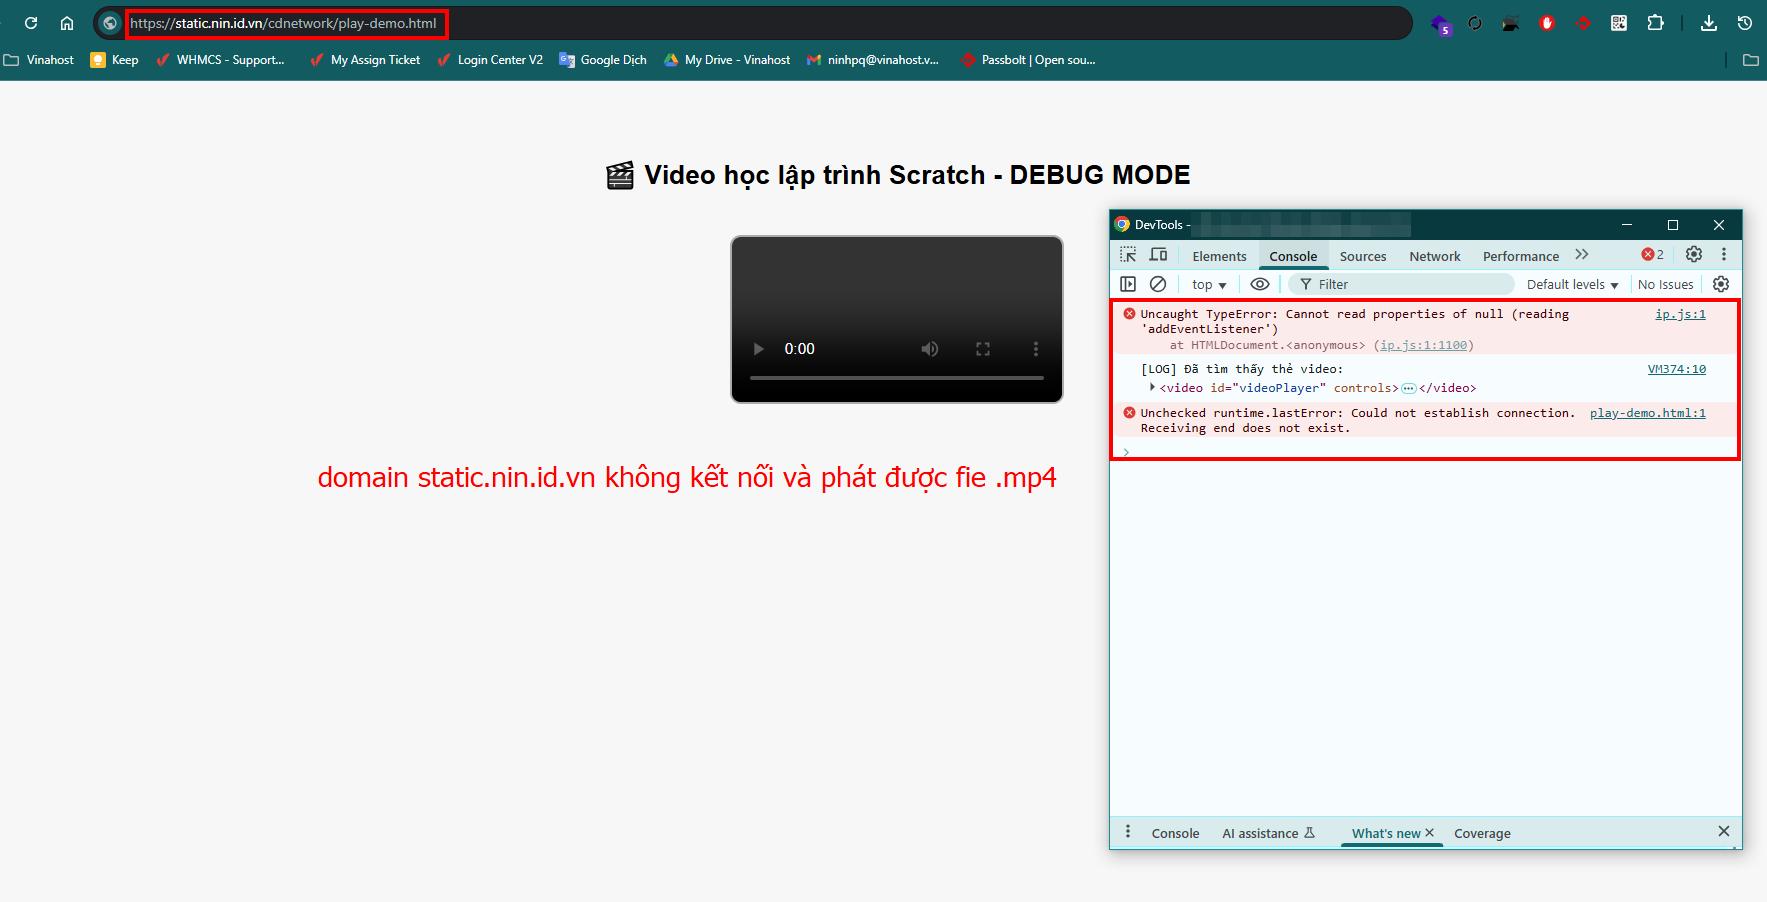 https://static.nin.id.vn/cdnetwork/play-demo.html
5
Vinahost
Keep
WHMCS - Support...
My Assign Ticket
Login Center V2
Google Dịch
My Drive - Vinahost
ninhpq@vinahost.v...
Passbolt | Open sou...
Video học lập trình Scratch - DEBUG MODE
0:00
domain static.nin.id.vn không kết nối và phát được fie .mp4
DevTools -
Elements
Console
Sources
Network
Performance
2
top
Filter
Default levels
No Issues
Uncaught TypeError: Cannot read properties of null (reading ip.js:1
'addEventListener')
at HTMLDocument.<anonymous> (ip.js:1:1100)
[LOG] Đã tìm thấy thẻ video: VM374:10
<video id="videoPlayer" controls>…</video>
Unchecked runtime.lastError: Could not establish connection. play-demo.html:1
Receiving end does not exist.
Console
AI assistance
What's new
Coverage